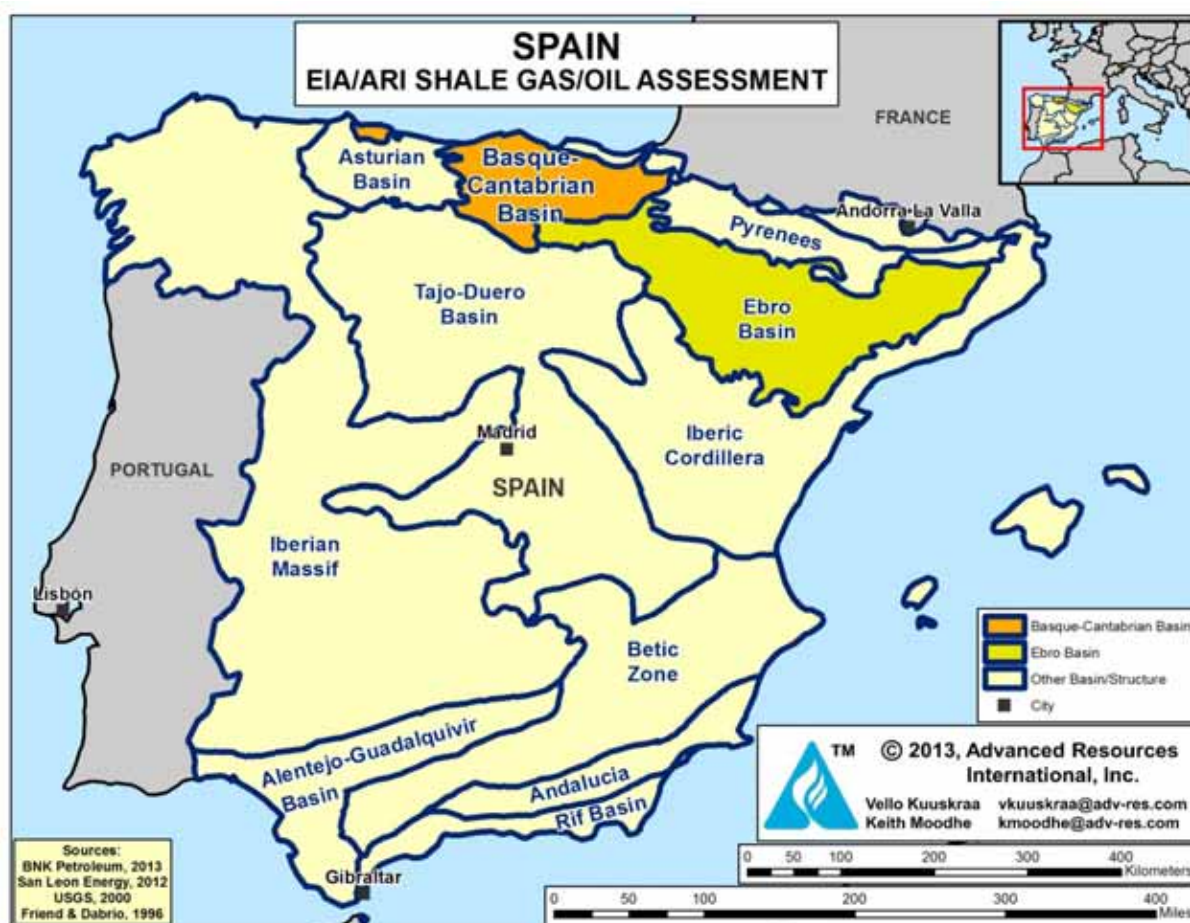 SPAIN
EIA/ARI SHALE GAS/OIL ASSESSMENT
FRANCE
Asturian
Basin
Basque-
Cantabrian
Basin
Andorra La Valla
Pyrenees
Tajo-Duero
Basin
Ebro
Basin
Madrid
Iberic
Cordillera
PORTUGAL
SPAIN
Iberian
Massif
Lisbon
Betic
Zone
Alentejo-Guadalquivir
Basin
Andalucia
Rif Basin
Gibraltar
Basque-Cantabrian Basin
Ebro Basin
Other Basin/Structure
City
TM
© 2013, Advanced Resources
International, Inc.
Vello Kuuskraa vkuuskraa@adv-res.com
Keith Moodhe kmoodhe@adv-res.com
Sources:
BNK Petroleum, 2013
San Leon Energy, 2012
USGS, 2000
Friend & Dabrio, 1996
0 50 100 200 300 400
Kilometers
0 50 100 200 300 400
Miles